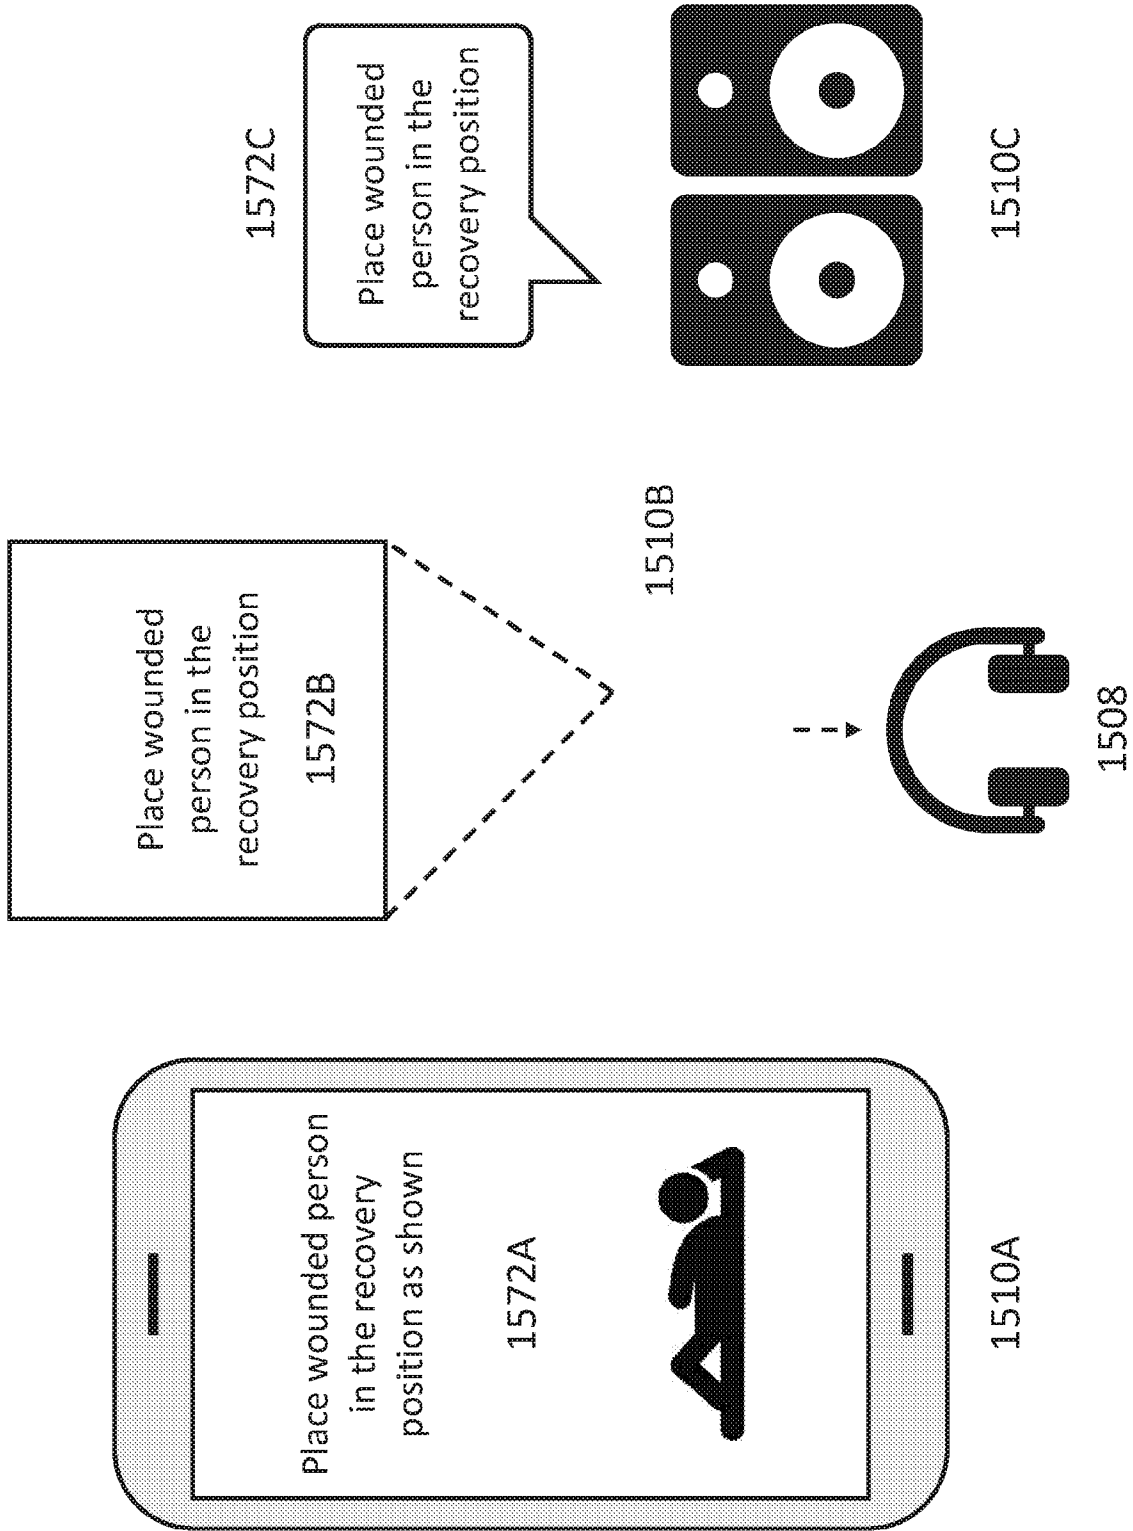 Place wounded person
in the recovery
position as shown
1572A
1510A
Place wounded
person in the
recovery position
1572B
1510B
1508
1572C
Place wounded
person in the
recovery position
1510C